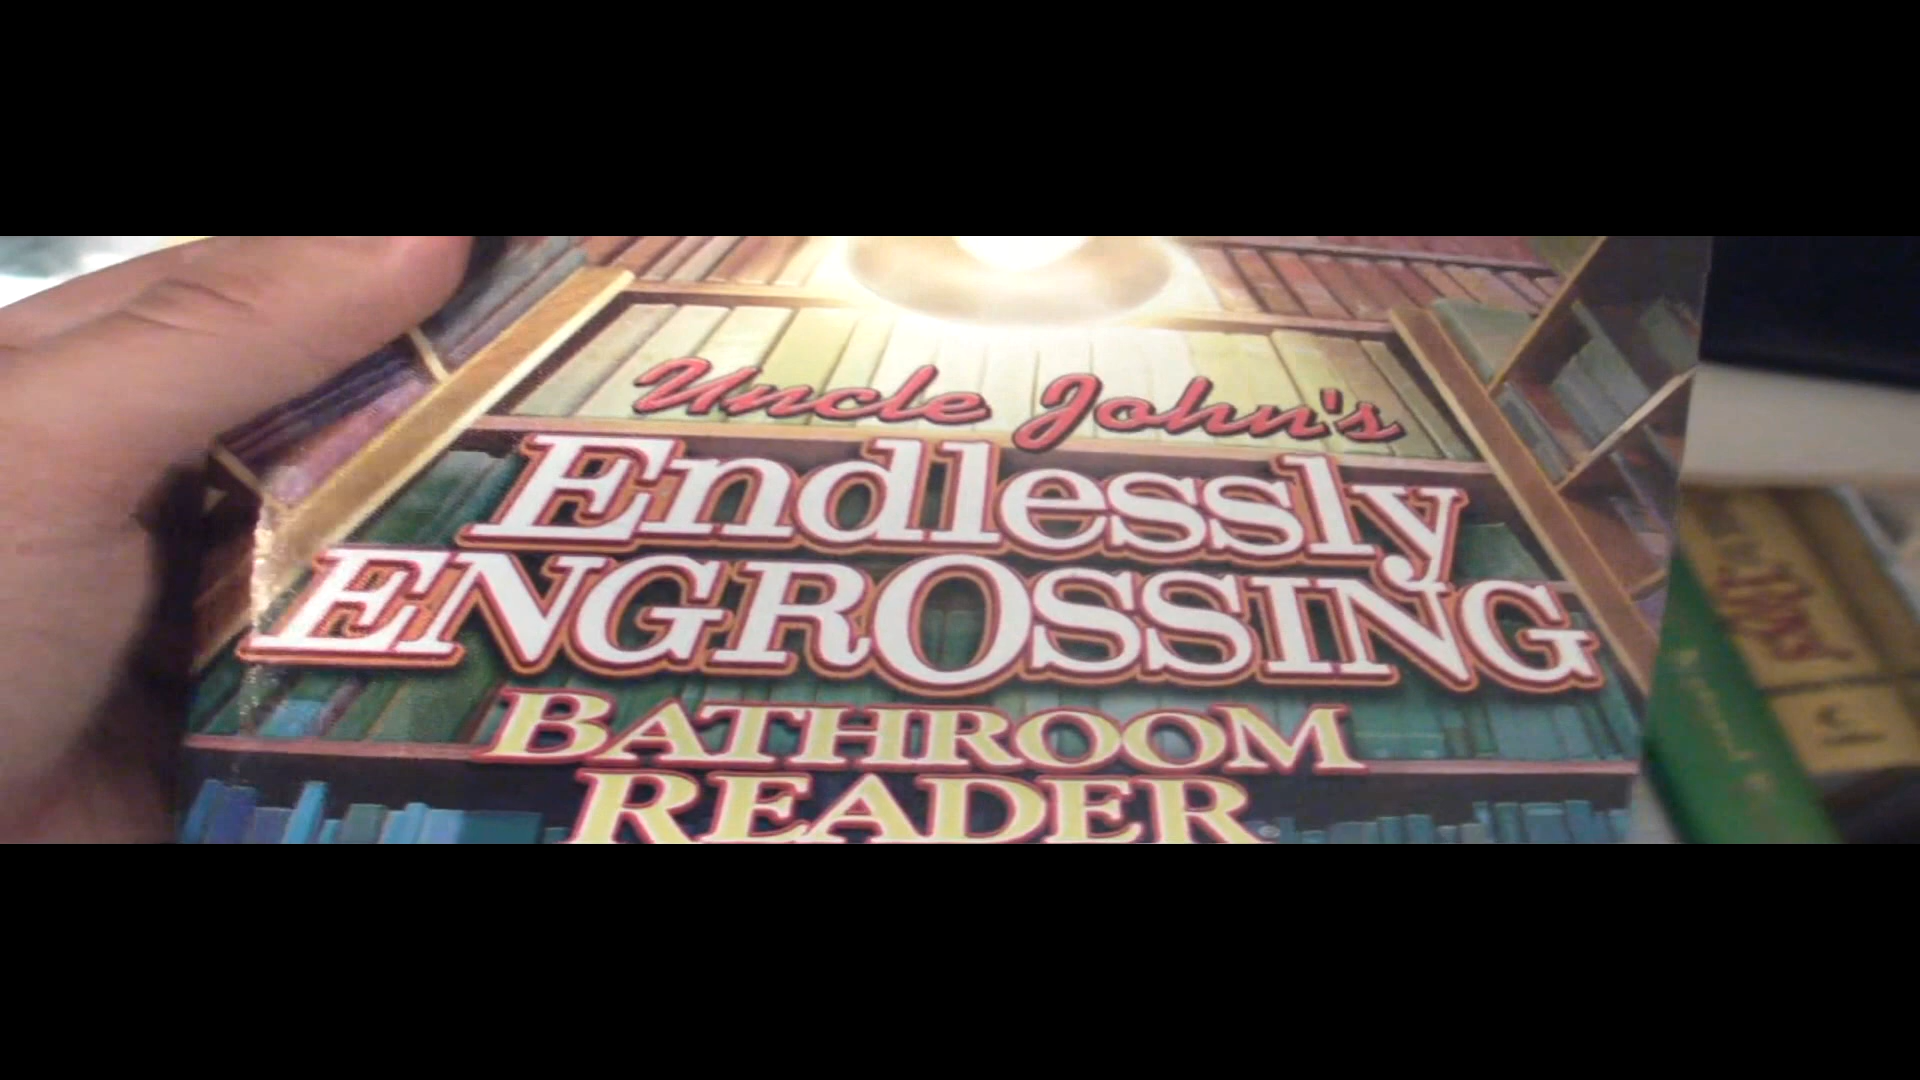 Uncle John's
Endlessly
ENGROSSING
BATHROOM
READER